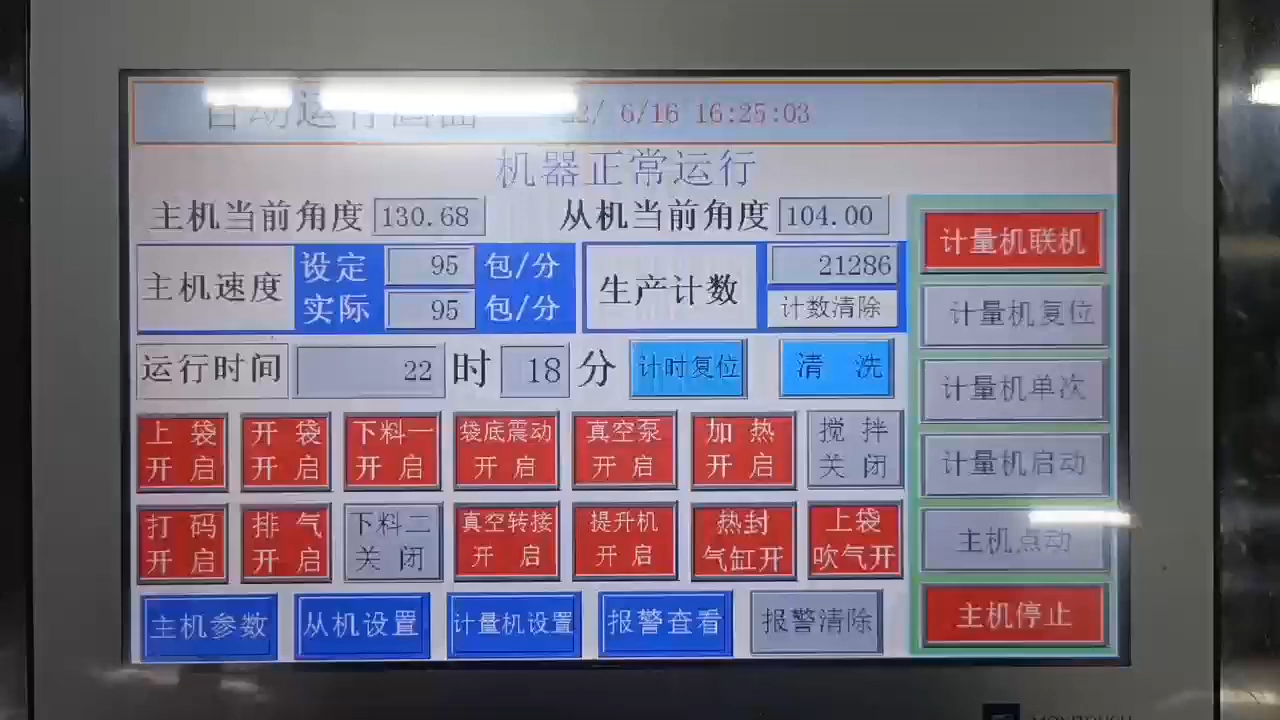 自动运行画面 22/ 6/16 16:25:03
机器正常运行
主机当前角度 130.68 从机当前角度 104.00
计量机联机
主机速度 设定 95 包/分 生产计数 21286
实际 95 包/分 计数清除
计量机复位
运行时间 22 时 18 分 计时复位 清 洗
计量机单次
上 袋 开 袋 下料一 袋底震动 真空泵 加 热 搅 拌
开 启 开 启 开 启 开 启 开 启 开 启 关 闭
计量机启动
打 码 排 气 下料二 真空转接 提升机 热封 上袋
开 启 开 启 关 闭 开 启 开 启 气缸开 吹气开
主机点动
主机参数 从机设置 计量机设置 报警查看 报警清除
主机停止